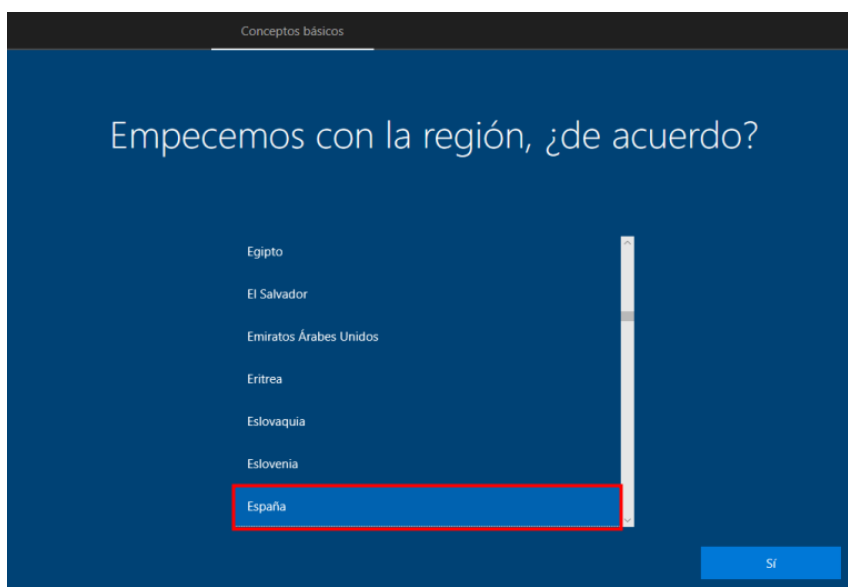 Conceptos básicos
Empecemos con la región, ¿de acuerdo?
Egipto
El Salvador
Emiratos Árabes Unidos
Eritrea
Eslovaquia
Eslovenia
España
Sí